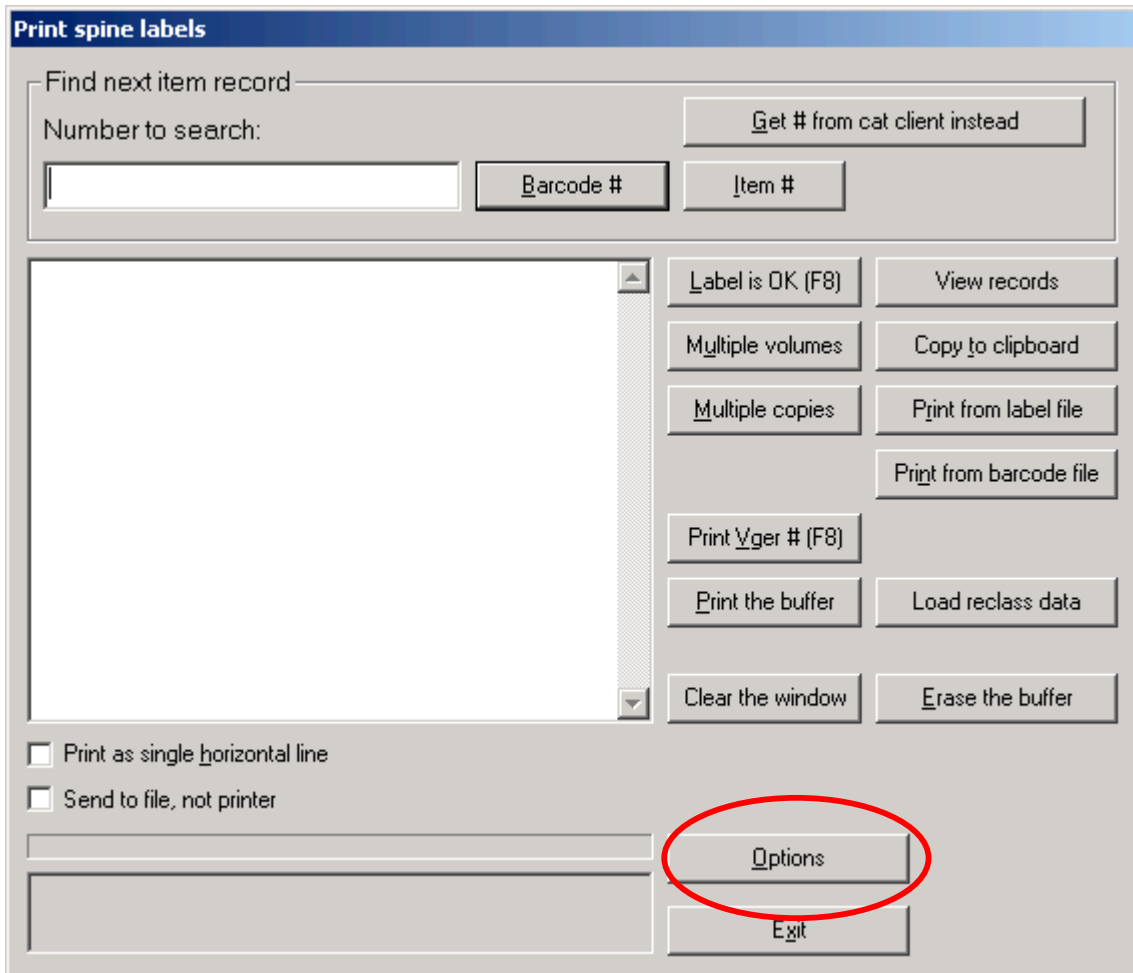 Print spine labels
Find next item record
Number to search:
Get # from cat client instead
Barcode #
Item #
Label is OK (F8)
View records
Multiple volumes
Copy to clipboard
Multiple copies
Print from label file
Print from barcode file
Print Vger # (F8)
Print the buffer
Load reclass data
Clear the window
Erase the buffer
Print as single horizontal line
Send to file, not printer
Options
Exit